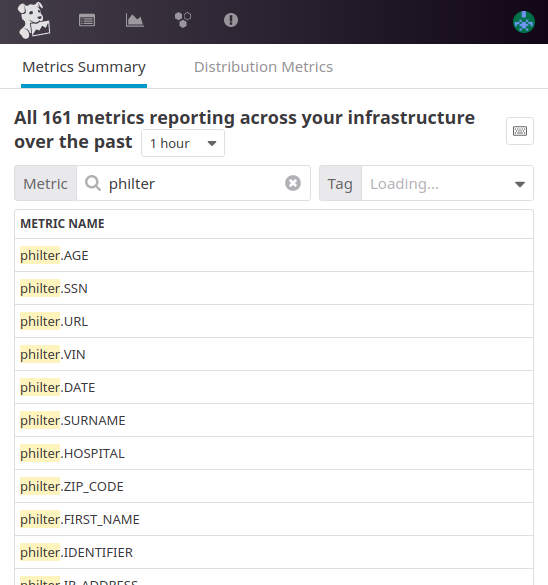 Metrics Summary
Distribution Metrics
All 161 metrics reporting across your infrastructure
over the past 1 hour
Metric philter Tag Loading...
METRIC NAME
philter.AGE
philter.SSN
philter.URL
philter.VIN
philter.DATE
philter.SURNAME
philter.HOSPITAL
philter.ZIP_CODE
philter.FIRST_NAME
philter.IDENTIFIER
philter.IP_ADDRESS